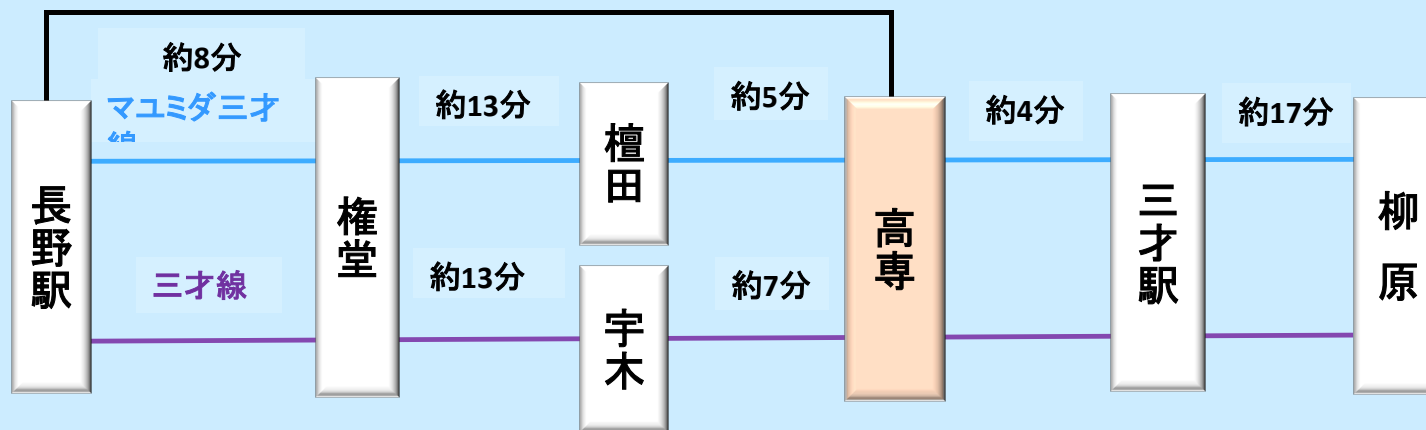 約8分
マユミダ三才
約13分
約5分
約4分
約17分
長野駅
権堂
檀田
高専
三才駅
柳原
三才線
約13分
約7分
宇木